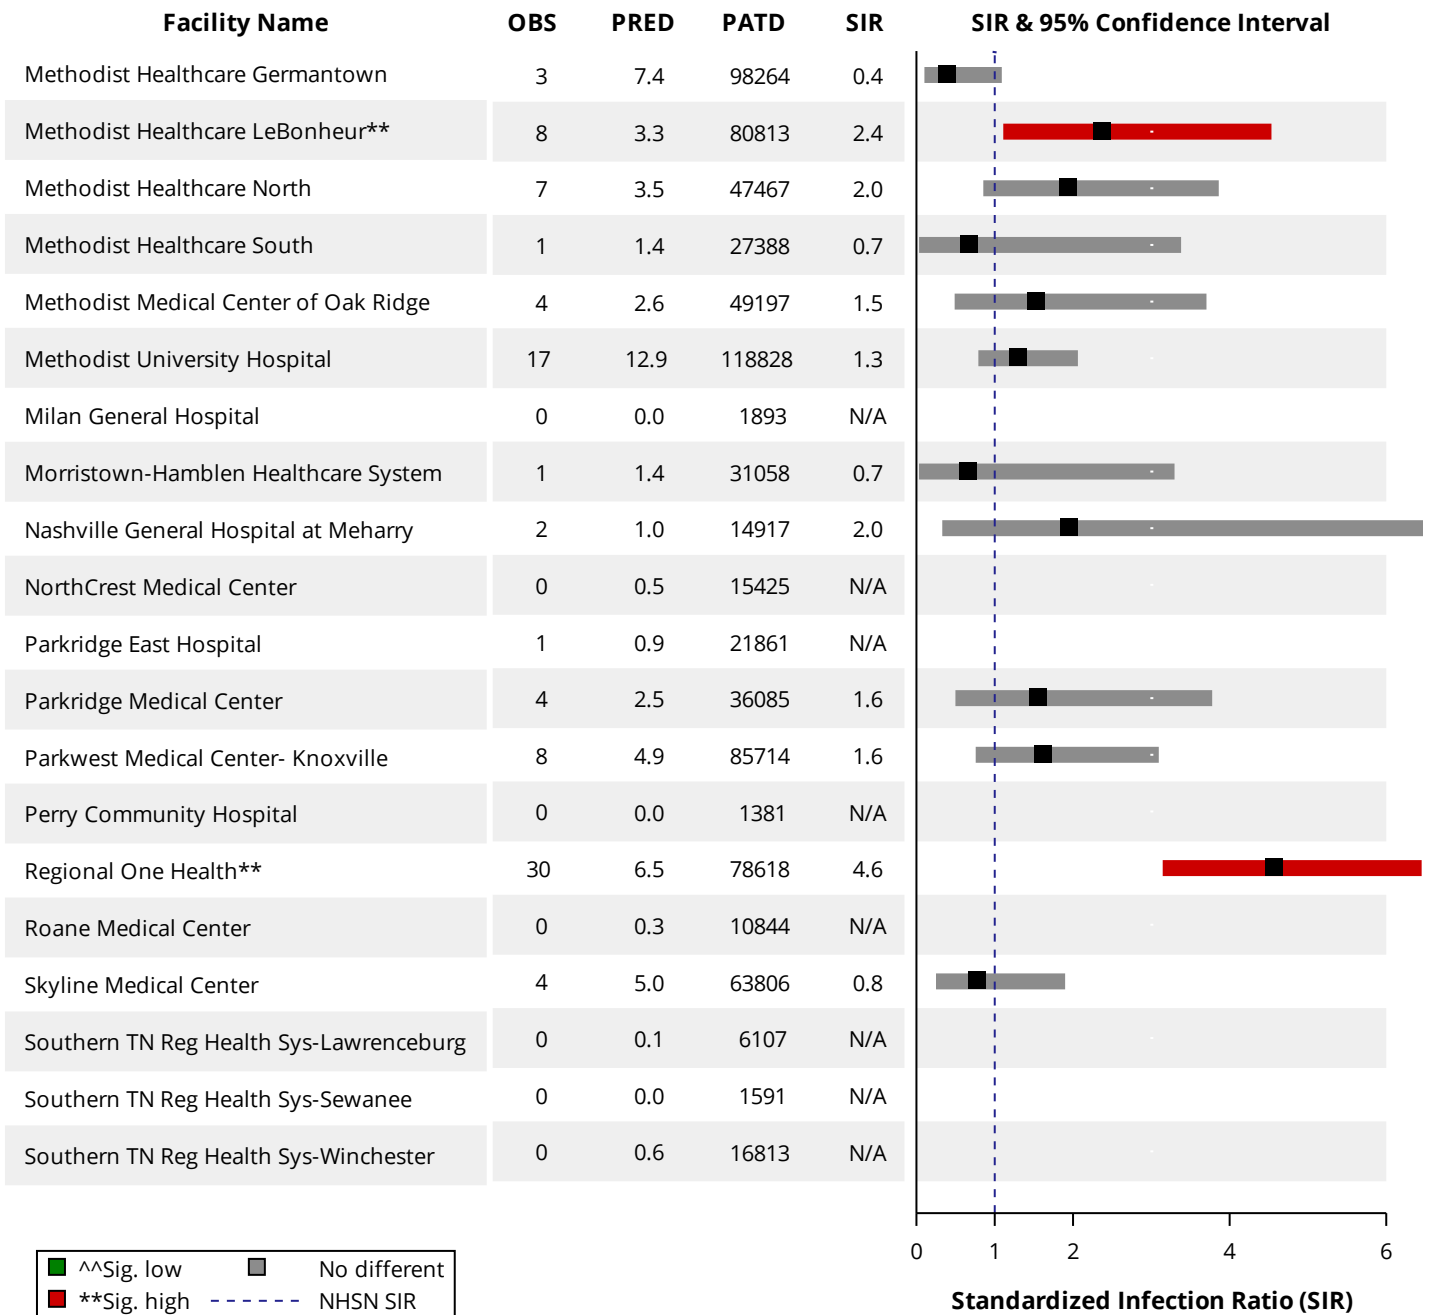 Facility Name OBS PRED PATD SIR SIR & 95% Confidence Interval
Methodist Healthcare Germantown 3 7.4 98264 0.4
Methodist Healthcare LeBonheur** 8 3.3 80813 2.4
Methodist Healthcare North 7 3.5 47467 2.0
Methodist Healthcare South 1 1.4 27388 0.7
Methodist Medical Center of Oak Ridge 4 2.6 49197 1.5
Methodist University Hospital 17 12.9 118828 1.3
Milan General Hospital 0 0.0 1893 N/A
Morristown-Hamblen Healthcare System 1 1.4 31058 0.7
Nashville General Hospital at Meharry 2 1.0 14917 2.0
NorthCrest Medical Center 0 0.5 15425 N/A
Parkridge East Hospital 1 0.9 21861 N/A
Parkridge Medical Center 4 2.5 36085 1.6
Parkwest Medical Center- Knoxville 8 4.9 85714 1.6
Perry Community Hospital 0 0.0 1381 N/A
Regional One Health** 30 6.5 78618 4.6
Roane Medical Center 0 0.3 10844 N/A
Skyline Medical Center 4 5.0 63806 0.8
Southern TN Reg Health Sys-Lawrenceburg 0 0.1 6107 N/A
Southern TN Reg Health Sys-Sewanee 0 0.0 1591 N/A
Southern TN Reg Health Sys-Winchester 0 0.6 16813 N/A
0 1 2 4 6
^^Sig. low No different
**Sig. high NHSN SIR
Standardized Infection Ratio (SIR)